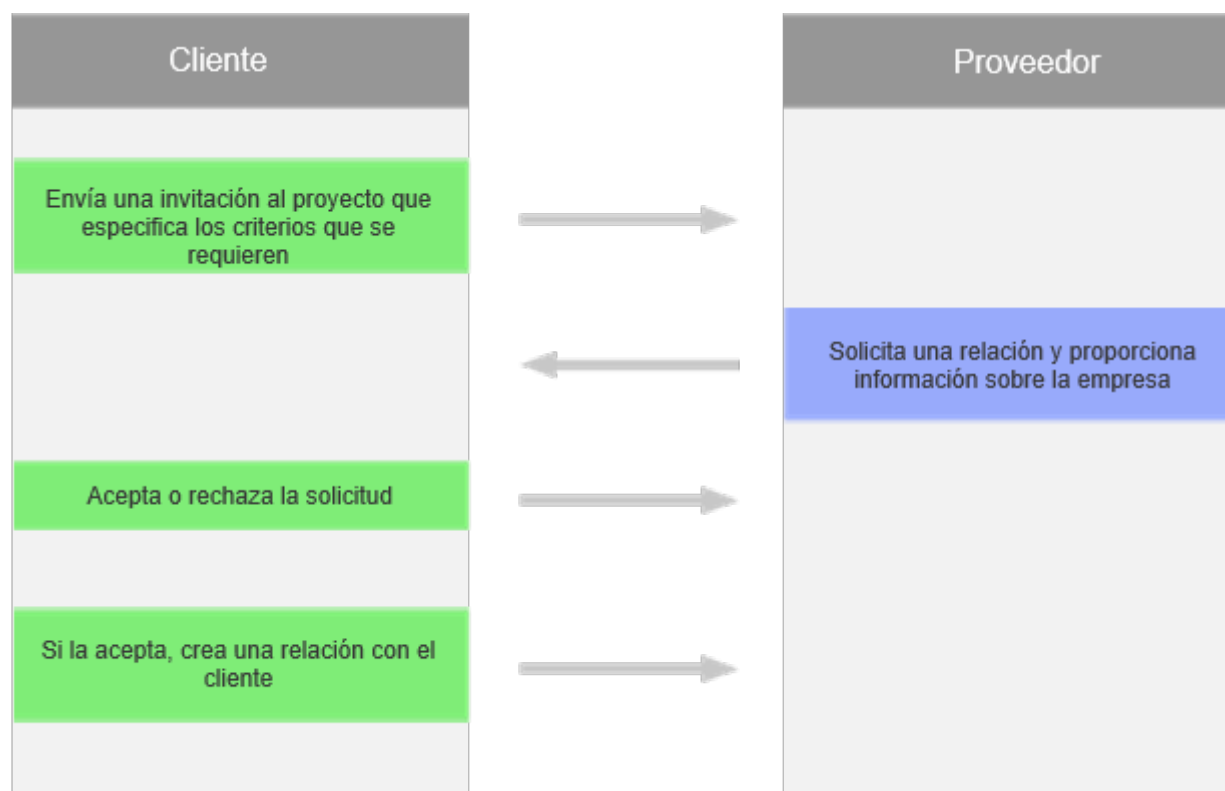 Cliente
Proveedor
Envía una invitación al proyecto que
especifica los criterios que se
requieren
Solicita una relación y proporciona
información sobre la empresa
Acepta o rechaza la solicitud
Si la acepta, crea una relación con el
cliente